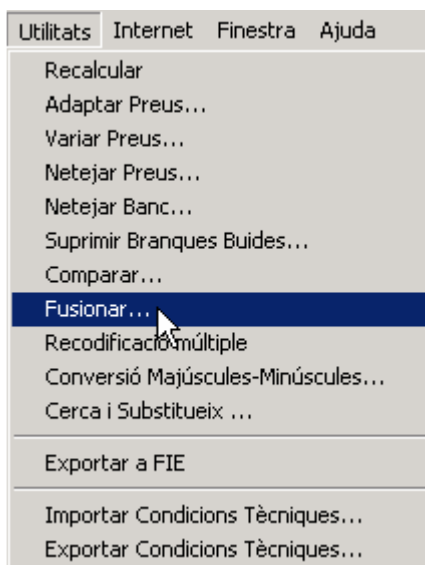 Utilitats Internet Finestra Ajuda
Recalcular
Adaptar Preus...
Variar Preus...
Netejar Preus...
Netejar Banc...
Suprimir Branques Buides...
Comparar...
Fusionar...
Recodificació múltiple
Conversió Majúscules-Minúscules...
Cerca i Substitueix ...
Exportar a FIE
Importar Condicions Tècniques...
Exportar Condicions Tècniques...